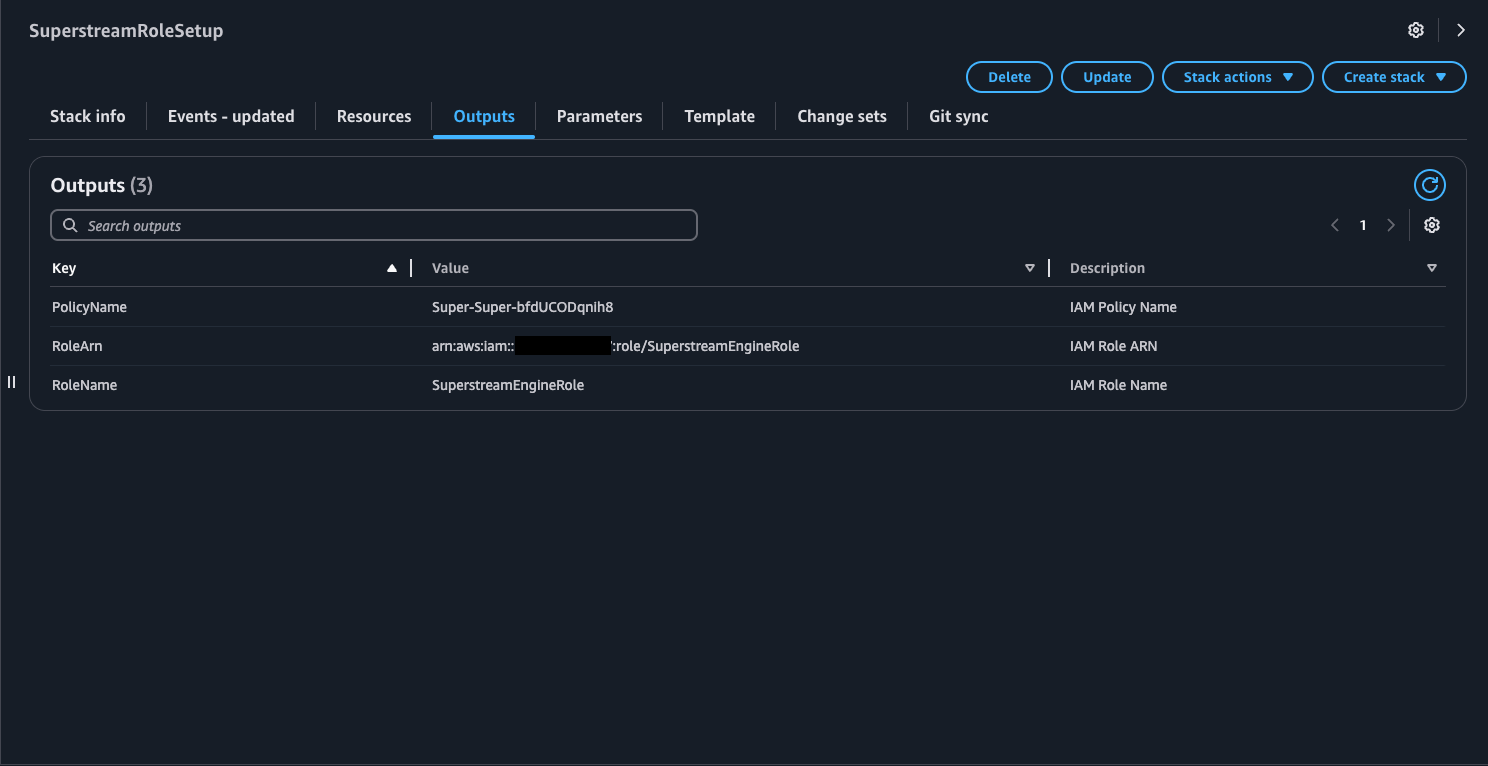 SuperstreamRoleSetup
Delete Update Stack actions Create stack
Stack info Events - updated Resources Outputs Parameters Template Change sets Git sync
Outputs (3)
Search outputs 1
Key Value Description
PolicyName Super-Super-bfdUCODqnih8 IAM Policy Name
RoleArn arn:aws:iam:: :role/SuperstreamEngineRole IAM Role ARN
RoleName SuperstreamEngineRole IAM Role Name